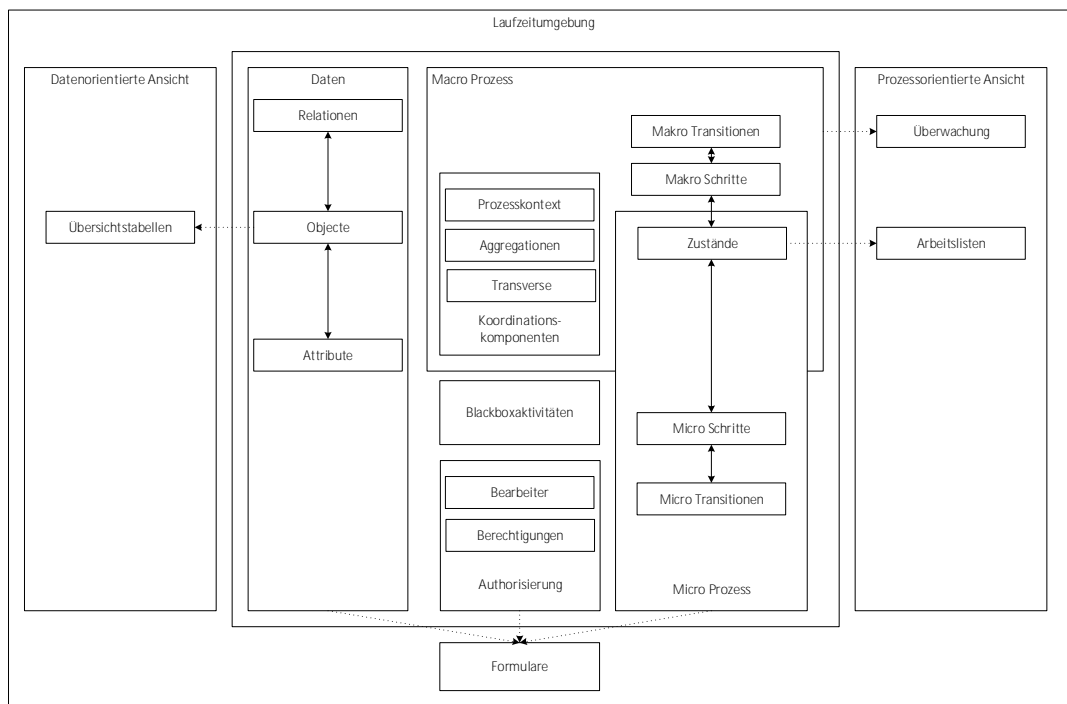 Laufzeitumgebung
Datenorientierte Ansicht
Übersichtstabellen
Daten
Relationen
Objecte
Attribute
Macro Prozess
Makro Transitionen
Makro Schritte
Prozesskontext
Aggregationen
Transverse
Koordinations-
komponenten
Zustände
Blackboxaktivitäten
Micro Schritte
Micro Transitionen
Micro Prozess
Bearbeiter
Berechtigungen
Authorisierung
Prozessorientierte Ansicht
Überwachung
Arbeitslisten
Formulare